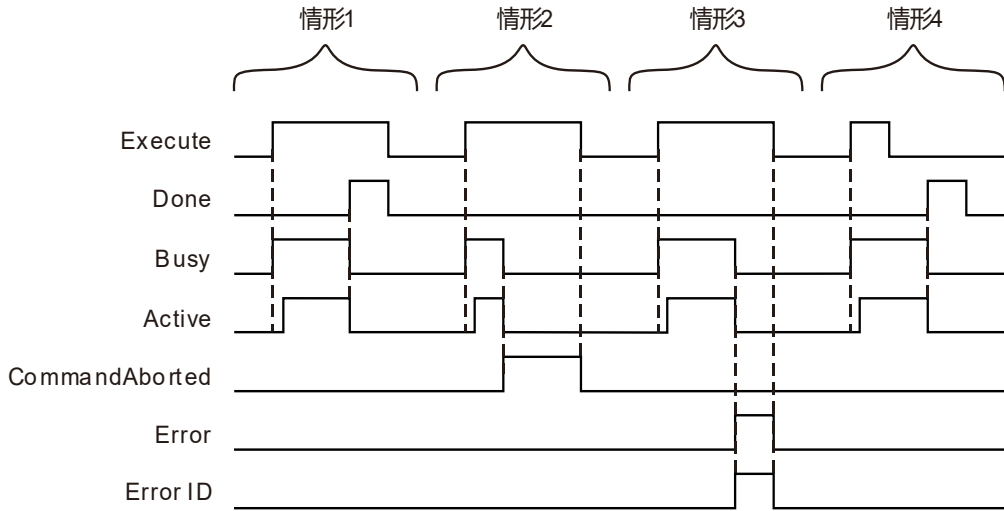 情形1 情形2 情形3 情形4
Execute
Done
Busy
Active
CommandAborted
Error
Error ID